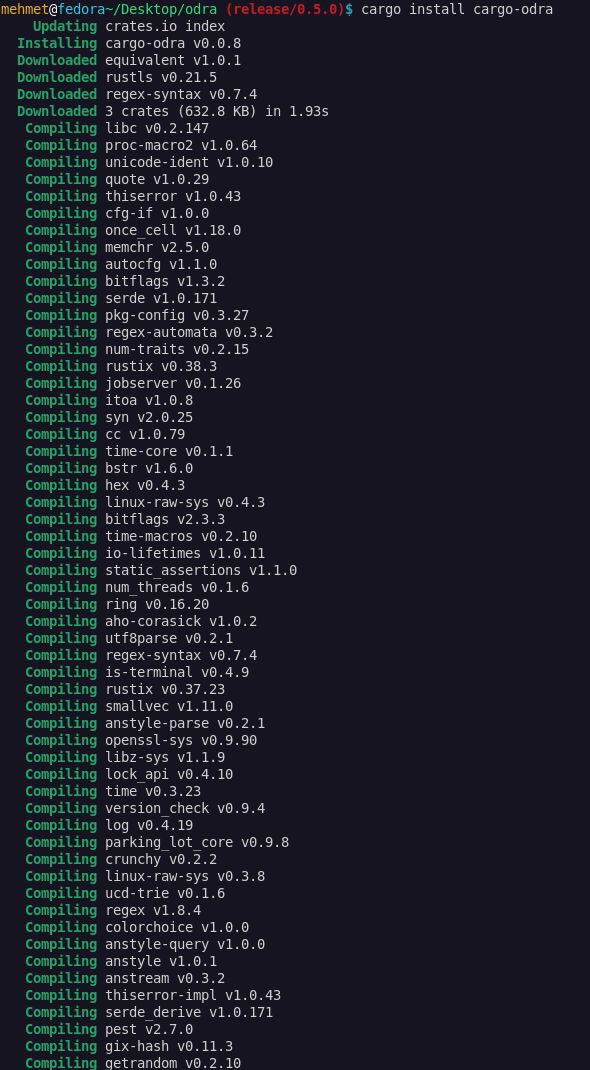 mehmet@fedora~/Desktop/odra (release/0.5.0)$ cargo install cargo-odra
Updating crates.io index
Installing cargo-odra v0.0.8
Downloaded equivalent v1.0.1
Downloaded rustls v0.21.5
Downloaded regex-syntax v0.7.4
Downloaded 3 crates (632.8 KB) in 1.93s
Compiling libc v0.2.147
Compiling proc-macro2 v1.0.64
Compiling unicode-ident v1.0.10
Compiling quote v1.0.29
Compiling thiserror v1.0.43
Compiling cfg-if v1.0.0
Compiling once_cell v1.18.0
Compiling memchr v2.5.0
Compiling autocfg v1.1.0
Compiling bitflags v1.3.2
Compiling serde v1.0.171
Compiling pkg-config v0.3.27
Compiling regex-automata v0.3.2
Compiling num-traits v0.2.15
Compiling rustix v0.38.3
Compiling jobserver v0.1.26
Compiling itoa v1.0.8
Compiling syn v2.0.25
Compiling cc v1.0.79
Compiling time-core v0.1.1
Compiling bstr v1.6.0
Compiling hex v0.4.3
Compiling linux-raw-sys v0.4.3
Compiling bitflags v2.3.3
Compiling time-macros v0.2.10
Compiling io-lifetimes v1.0.11
Compiling static_assertions v1.1.0
Compiling num_threads v0.1.6
Compiling ring v0.16.20
Compiling aho-corasick v1.0.2
Compiling utf8parse v0.2.1
Compiling regex-syntax v0.7.4
Compiling is-terminal v0.4.9
Compiling rustix v0.37.23
Compiling smallvec v1.11.0
Compiling anstyle-parse v0.2.1
Compiling openssl-sys v0.9.90
Compiling libz-sys v1.1.9
Compiling lock_api v0.4.10
Compiling time v0.3.23
Compiling version_check v0.9.4
Compiling log v0.4.19
Compiling parking_lot_core v0.9.8
Compiling crunchy v0.2.2
Compiling linux-raw-sys v0.3.8
Compiling ucd-trie v0.1.6
Compiling regex v1.8.4
Compiling colorchoice v1.0.0
Compiling anstyle-query v1.0.0
Compiling anstyle v1.0.1
Compiling anstream v0.3.2
Compiling thiserror-impl v1.0.43
Compiling serde_derive v1.0.171
Compiling pest v2.7.0
Compiling gix-hash v0.11.3
Compiling getrandom v0.2.10